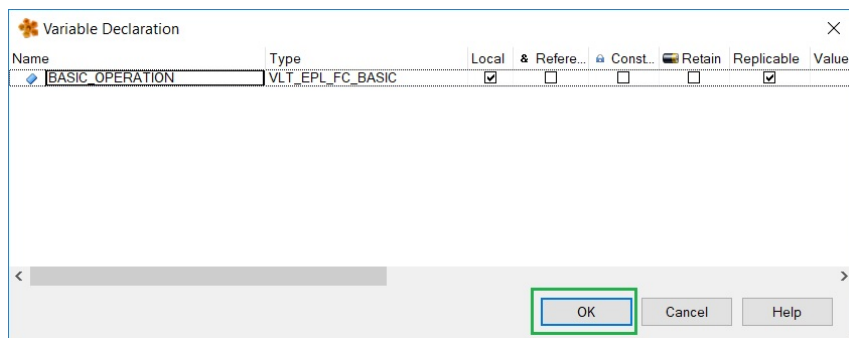 Variable Declaration
Name Type Local & Refere... Const... Retain Replicable Value
BASIC_OPERATION VLT_EPL_FC_BASIC
OK Cancel Help